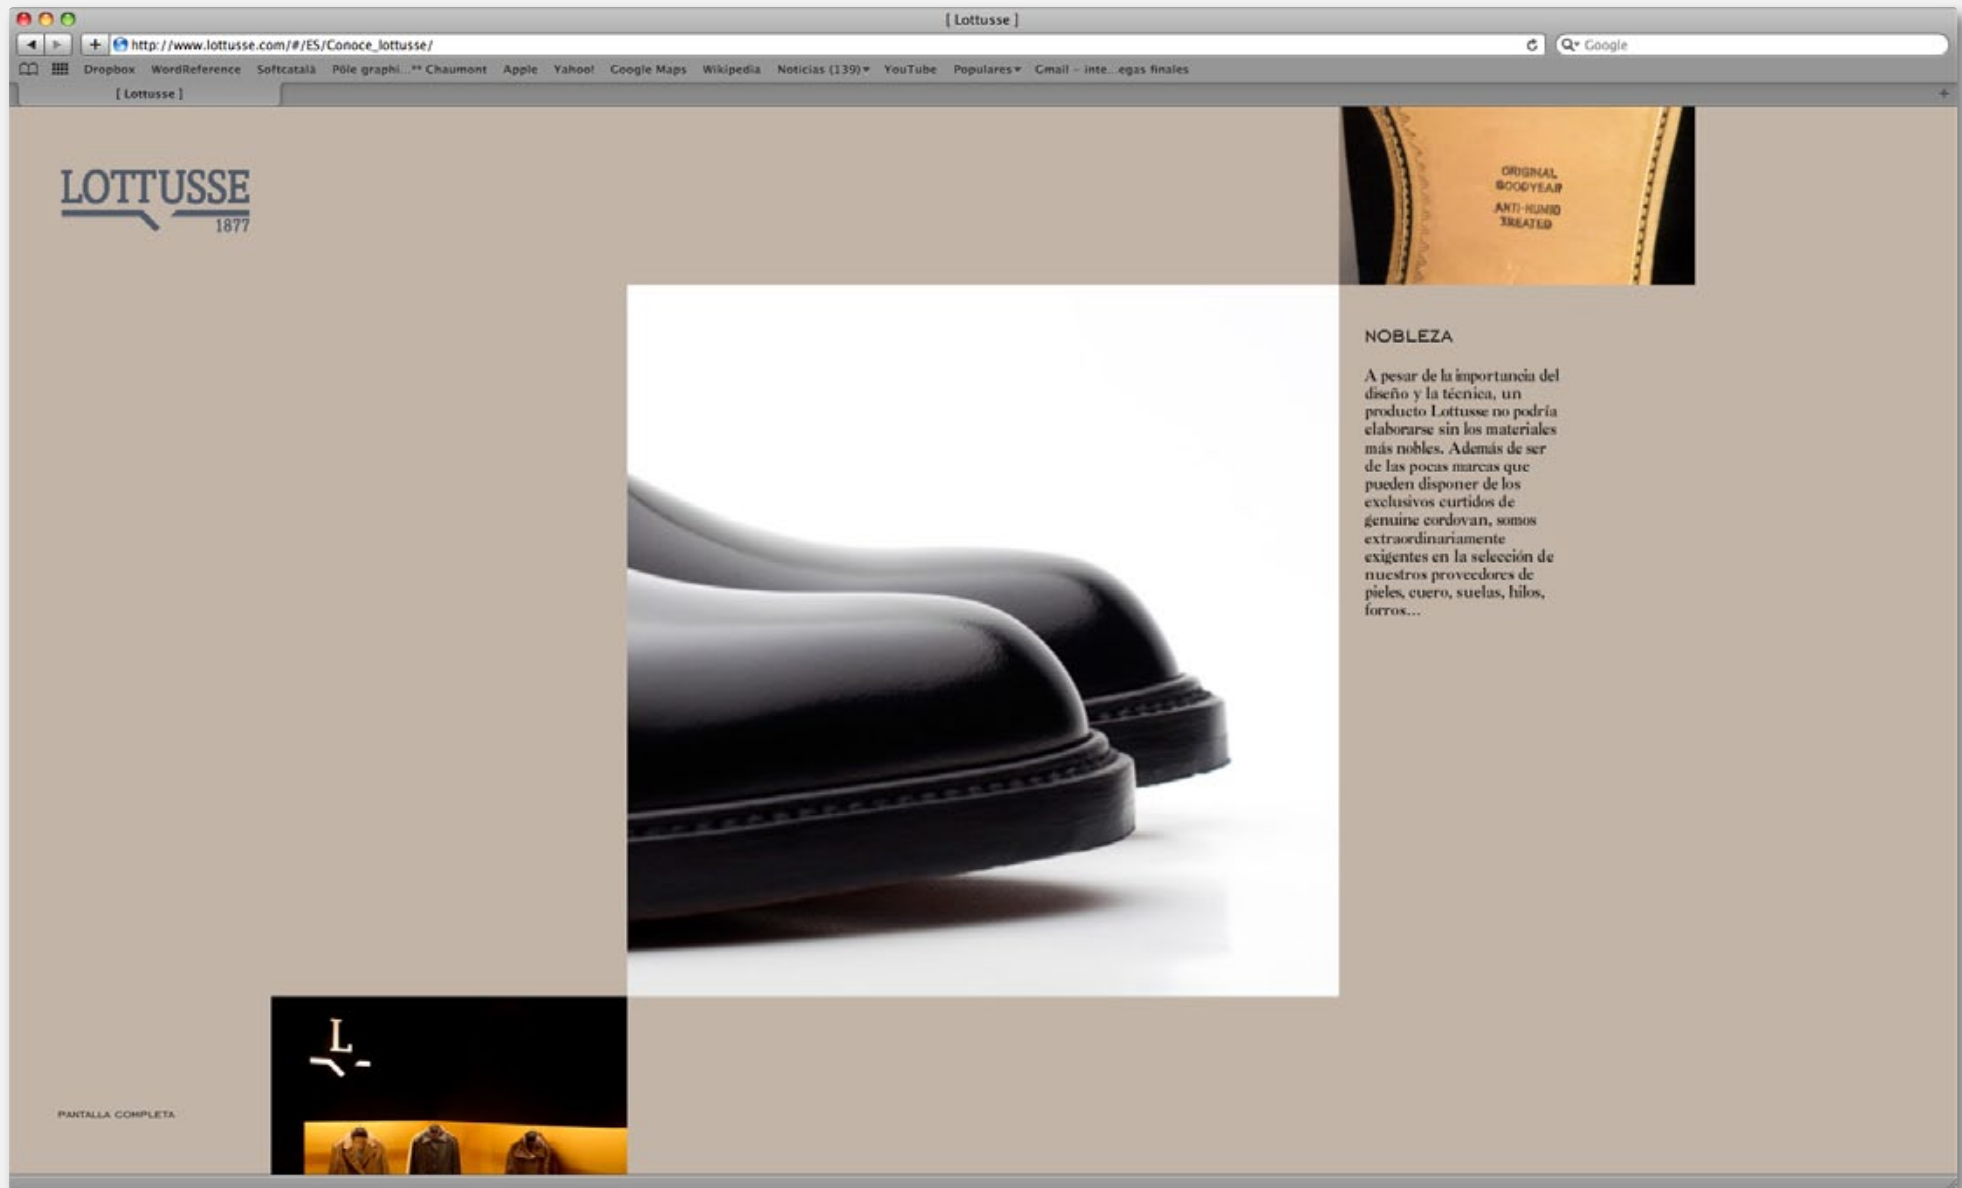 [ Lottusse ]
http://www.lottusse.com/#/ES/Conoce_lottusse/
Google
Dropbox WordReference Softcatalà Pôle graphi...** Chaumont Apple Yahoo! Google Maps Wikipedia Noticias (139) YouTube Populares Gmail – inte...egas finales
[ Lottusse ]
LOTTUSSE
1877
ORIGINAL
GOODYEAR
ANTI-HUMID
TREATED
NOBLEZA
A pesar de la importancia del
diseño y la técnica, un
producto Lottusse no podría
elaborarse sin los materiales
más nobles. Además de ser
de las pocas marcas que
pueden disponer de los
exclusivos curtidos de
genuine cordovan, somos
extraordinariamente
exigentes en la selección de
nuestros proveedores de
pieles, cuero, suelas, hilos,
forros...
L
PANTALLA COMPLETA